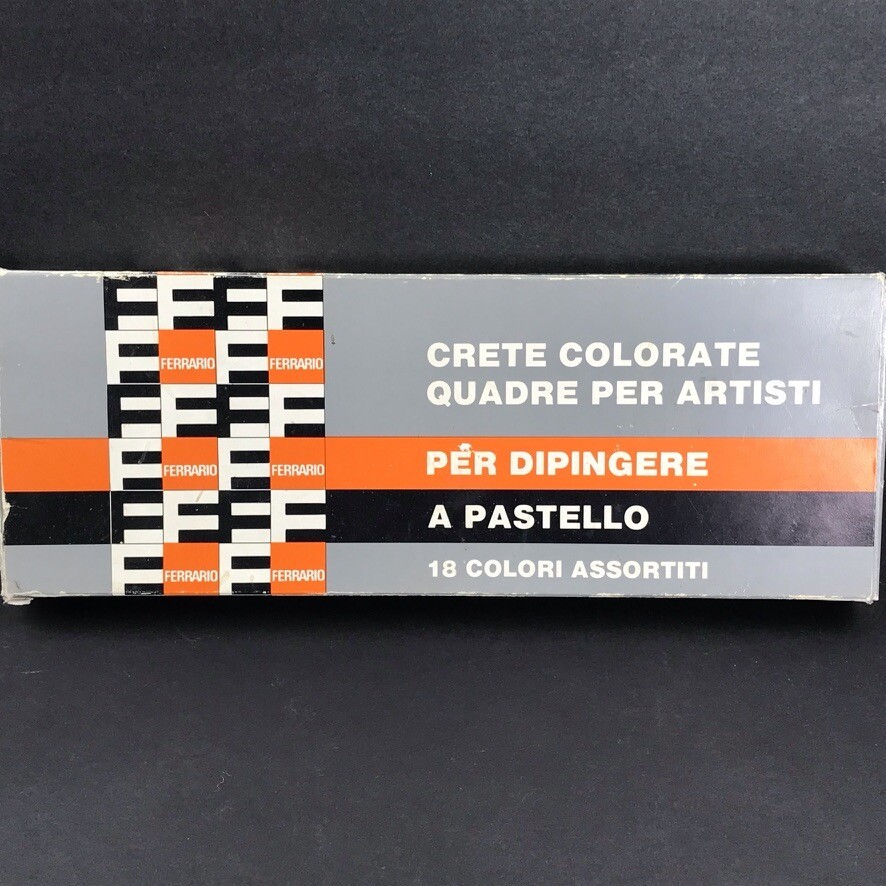 FERRARIO FERRARIO
FERRARIO FERRARIO
FERRARIO FERRARIO
CRETE COLORATE
QUADRE PER ARTISTI
PER DIPINGERE
A PASTELLO
18 COLORI ASSORTITI